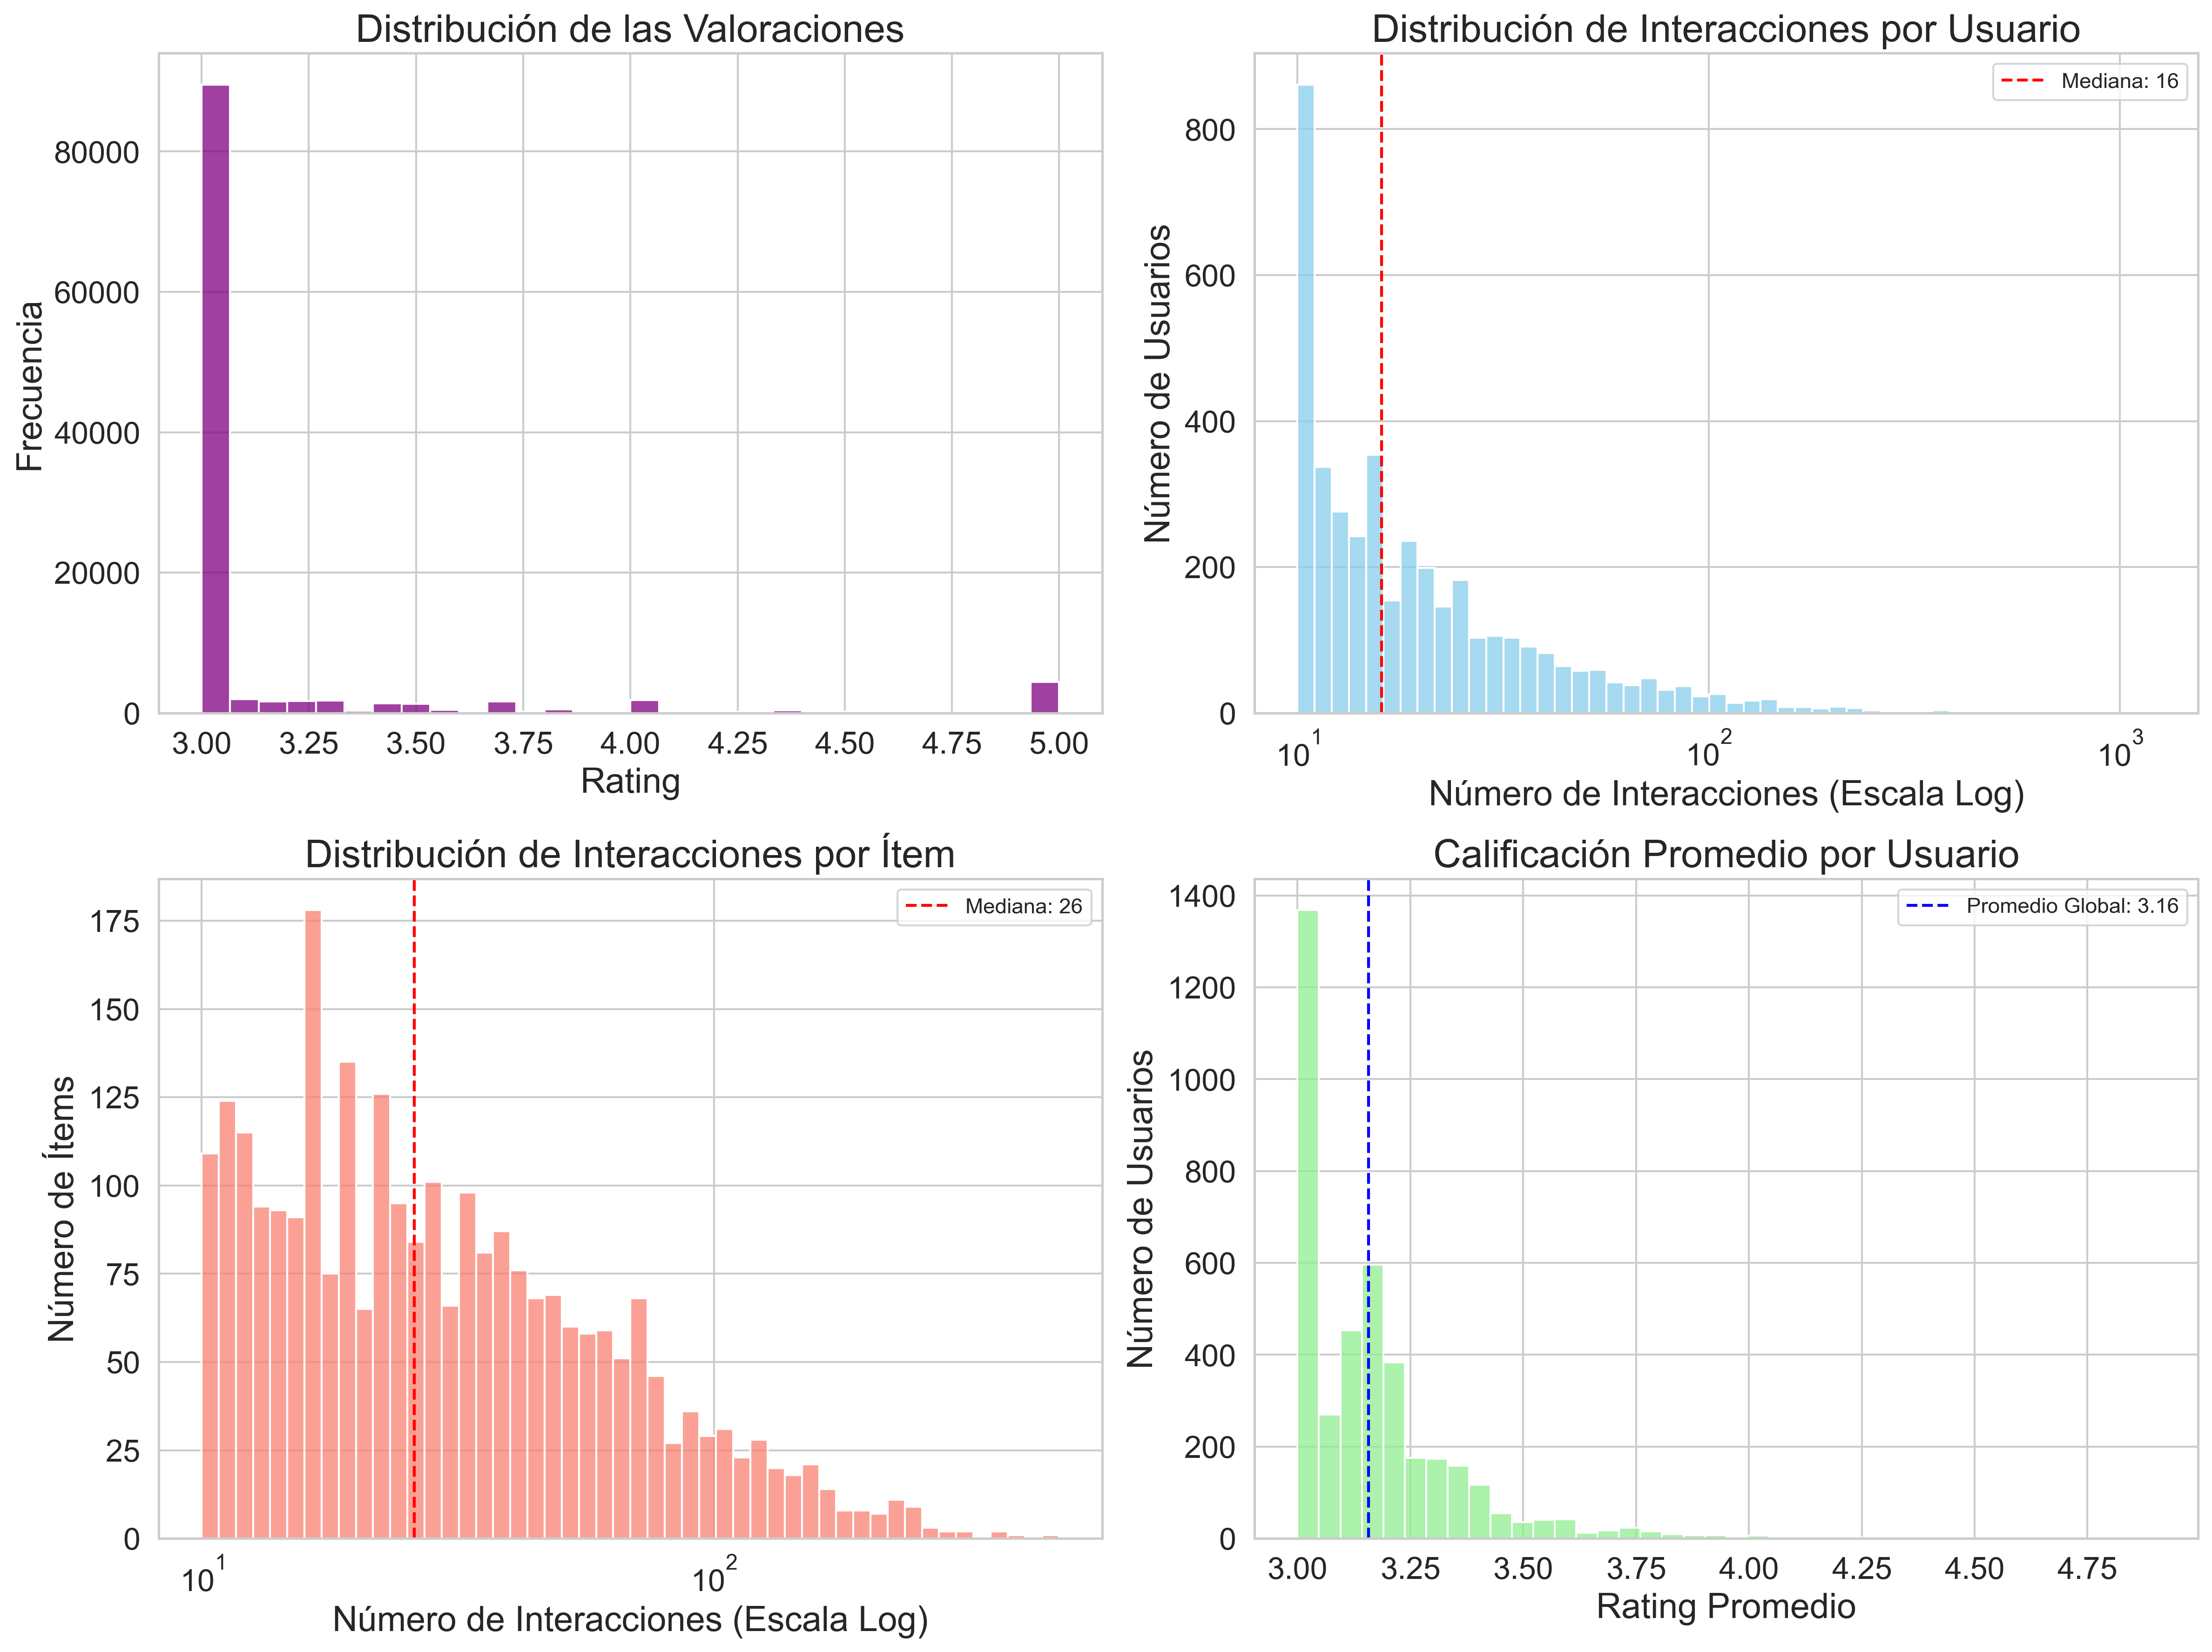 Distribución de las Valoraciones
80000
60000
40000
20000
0
Frecuencia
3.00 3.25 3.50 3.75 4.00 4.25 4.50 4.75 5.00
Rating
Distribución de Interacciones por Usuario
Mediana: 16
800
600
400
200
0
Número de Usuarios
10¹ 10² 10³
Número de Interacciones (Escala Log)
Distribución de Interacciones por Ítem
Mediana: 26
175
150
125
100
75
50
25
0
Número de Ítems
10¹ 10²
Número de Interacciones (Escala Log)
Calificación Promedio por Usuario
Promedio Global: 3.16
1400
1200
1000
800
600
400
200
0
Número de Usuarios
3.00 3.25 3.50 3.75 4.00 4.25 4.50 4.75
Rating Promedio